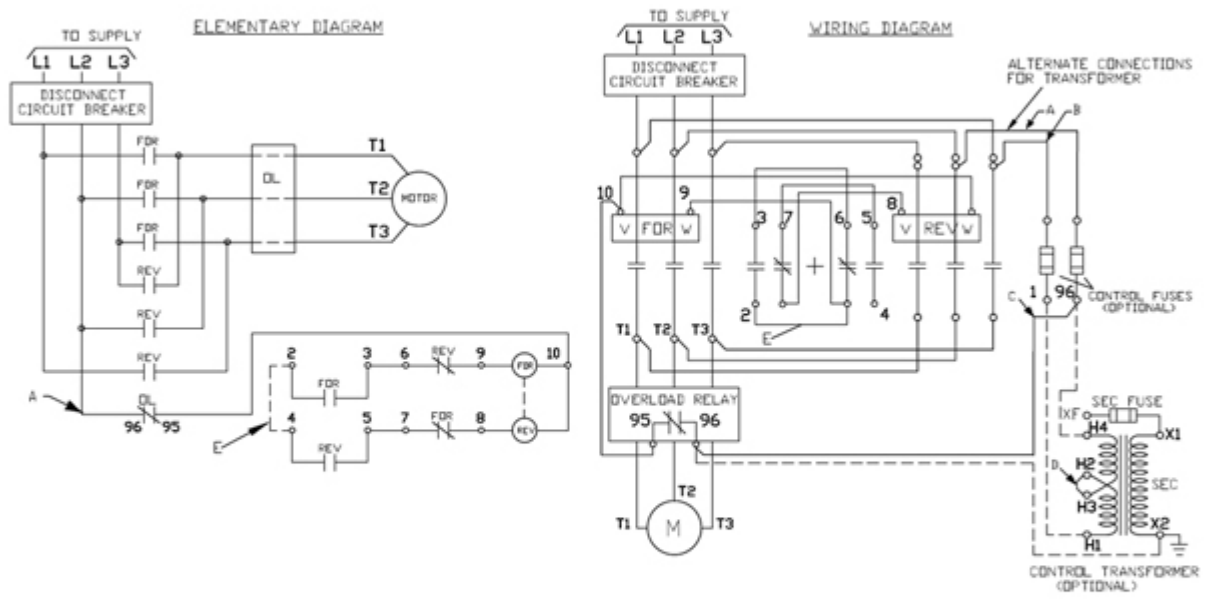 ELEMENTARY DIAGRAM
TO SUPPLY
L1 L2 L3
DISCONNECT
CIRCUIT BREAKER
FOR
T1
OL
FOR
T2
MOTOR
FOR
T3
REV
REV
REV
A
OL
96 95
2 3 6 REV 9 FOR 10
FOR
4 5 7 FOR 8 REV
E
REV
WIRING DIAGRAM
TO SUPPLY
L1 L2 L3
DISCONNECT
CIRCUIT BREAKER
ALTERNATE CONNECTIONS
FOR TRANSFORMER
A B
10 9 8
3 7 6 5
V FOR W
V REV W
2 4
E
C
1 96
CONTROL FUSES
(OPTIONAL)
T1 T2 T3
OVERLOAD RELAY
95 96
SEC FUSE
XF
H4 X1
D H2
SEC
H3
X2
H1
T2
T1 M T3
CONTROL TRANSFORMER
(OPTIONAL)